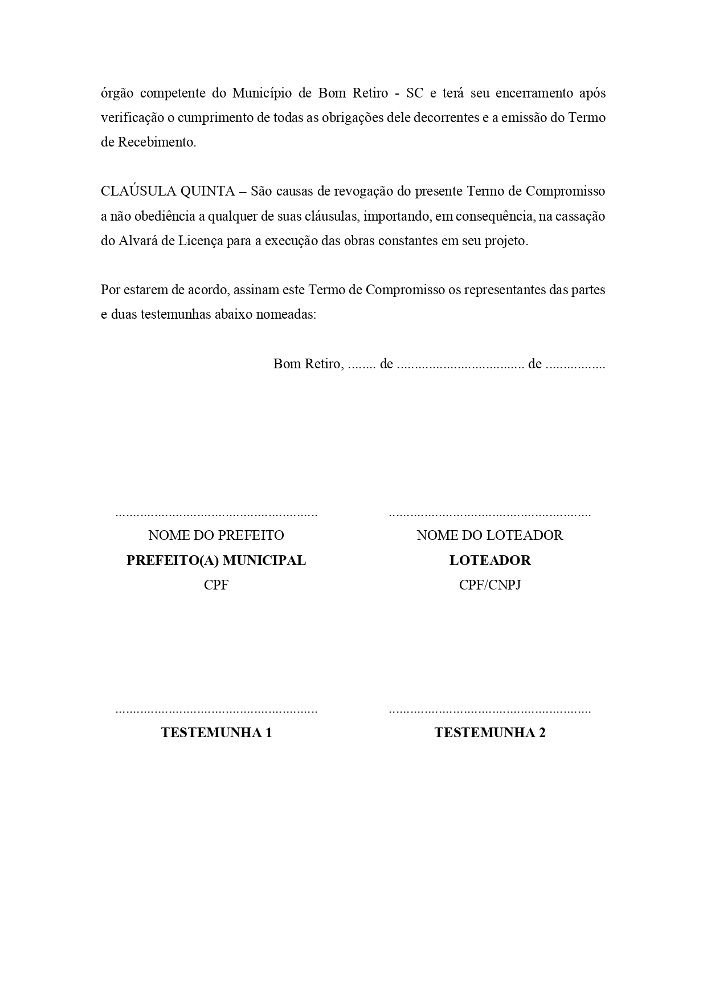 órgão competente do Município de Bom Retiro - SC e terá seu encerramento após
verificação o cumprimento de todas as obrigações dele decorrentes e a emissão do Termo
de Recebimento.
CLAÚSULA QUINTA – São causas de revogação do presente Termo de Compromisso
a não obediência a qualquer de suas cláusulas, importando, em consequência, na cassação
do Alvará de Licença para a execução das obras constantes em seu projeto.
Por estarem de acordo, assinam este Termo de Compromisso os representantes das partes
e duas testemunhas abaixo nomeadas:
Bom Retiro, ........ de .................................... de .................
......................................................... .........................................................
NOME DO PREFEITO NOME DO LOTEADOR
PREFEITO(A) MUNICIPAL LOTEADOR
CPF CPF/CNPJ
......................................................... .........................................................
TESTEMUNHA 1 TESTEMUNHA 2